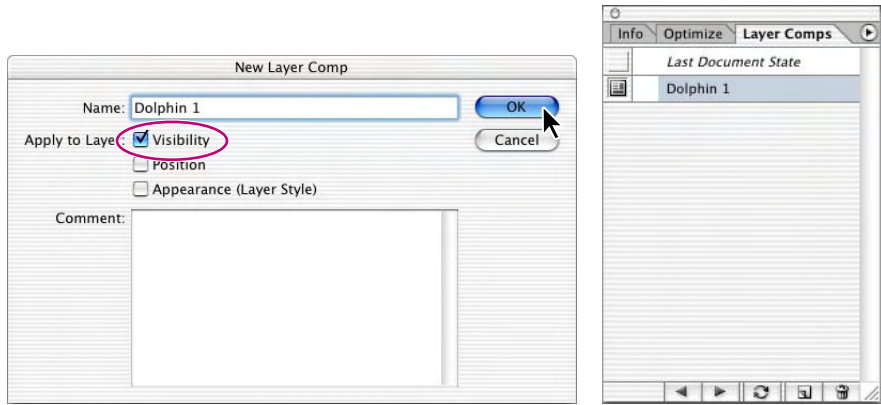 New Layer Comp
Name: Dolphin 1
OK
Apply to Layer: Visibility
Cancel
Position
Appearance (Layer Style)
Comment:
Info Optimize Layer Comps
Last Document State
Dolphin 1